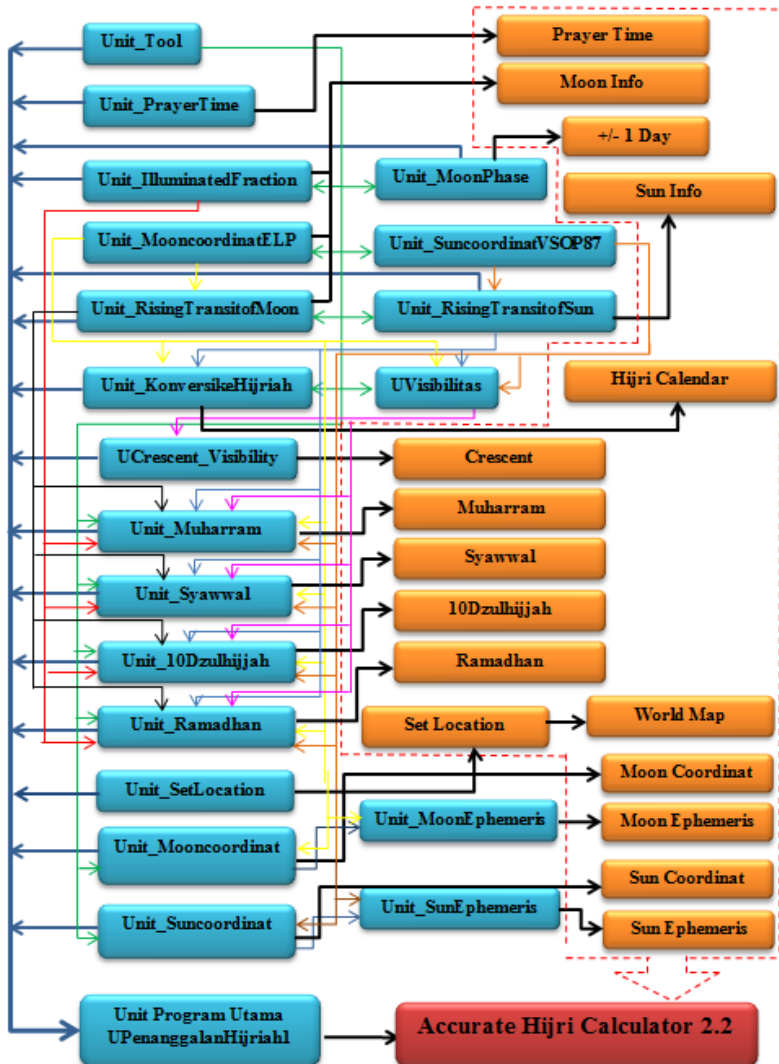 Unit_Tool
Prayer Time
Moon Info
Unit_PrayerTime
+/- 1 Day
Unit_IlluminatedFraction
Unit_MoonPhase
Sun Info
Unit_MooncoordinatELP
Unit_SuncoordinatVSOP87
Unit_RisingTransitofMoon
Unit_RisingTransitofSun
Unit_KonversikeHijriah
UVisibilitas
Hijri Calendar
UCrescent_Visibility
Crescent
Unit_Muharram
Muharram
Unit_Syawwal
Syawwal
Unit_10Dzulhijjah
10Dzulhijjah
Unit_Ramadhan
Ramadhan
Set Location
World Map
Unit_SetLocation
Moon Coordinat
Unit_Mooncoordinat
Unit_MoonEphemeris
Moon Ephemeris
Unit_Suncoordinat
Unit_SunEphemeris
Sun Coordinat
Sun Ephemeris
Unit Program Utama
UPenanggalanHijriah1
Accurate Hijri Calculator 2.2